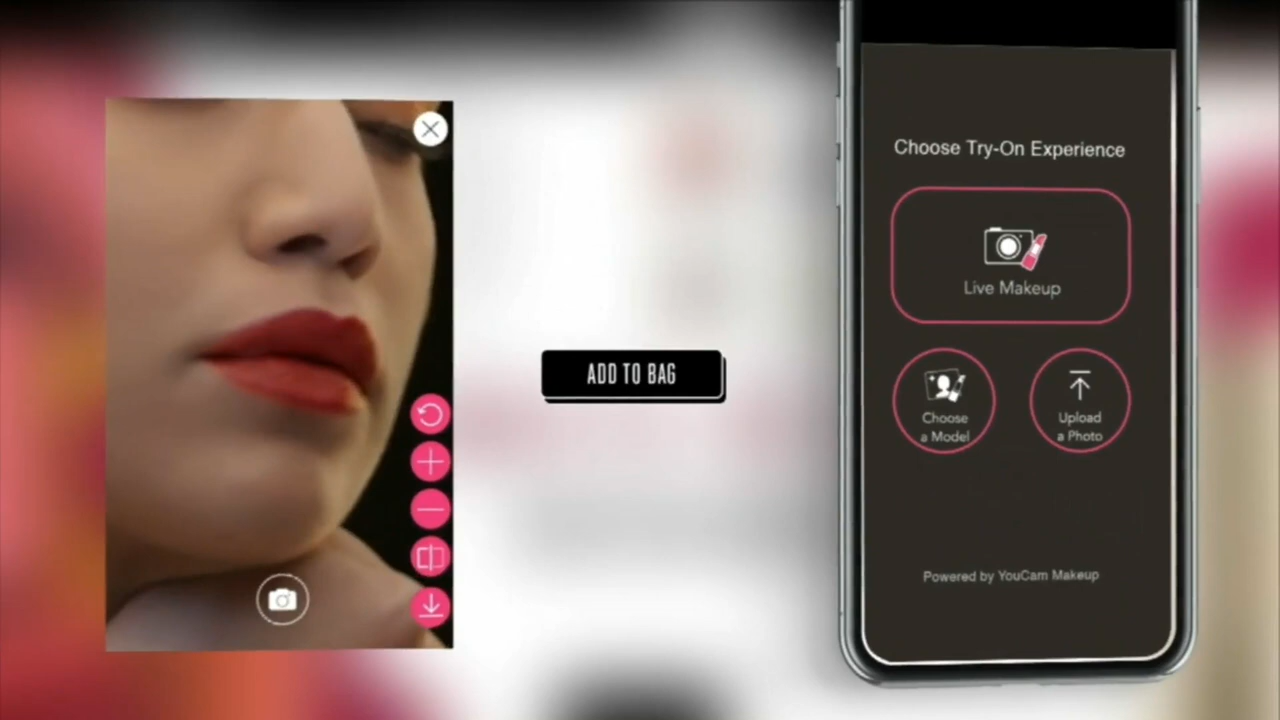 ADD TO BAG
Choose Try-On Experience
Live Makeup
Choose
a Model
Upload
a Photo
Powered by YouCam Makeup